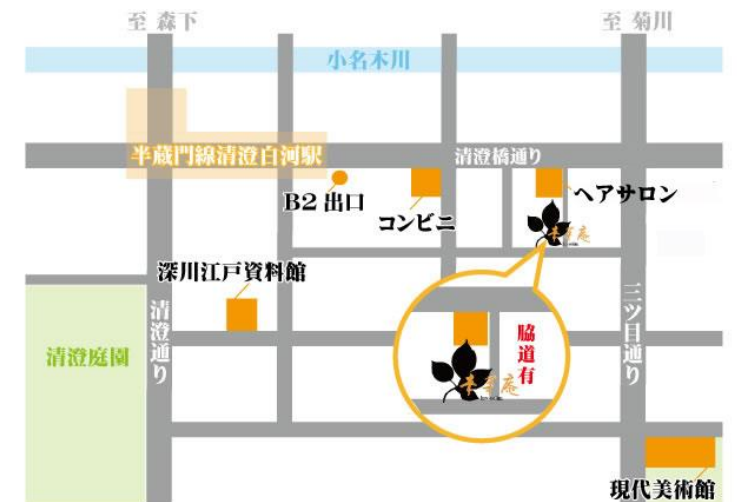 至 森下
至 菊川
小名木川
半蔵門線清澄白河駅
清澄橋通り
B2 出口
コンビニ
ヘアサロン
深川江戸資料館
清澄通り
三ツ目通り
清澄庭園
脇道有
現代美術館